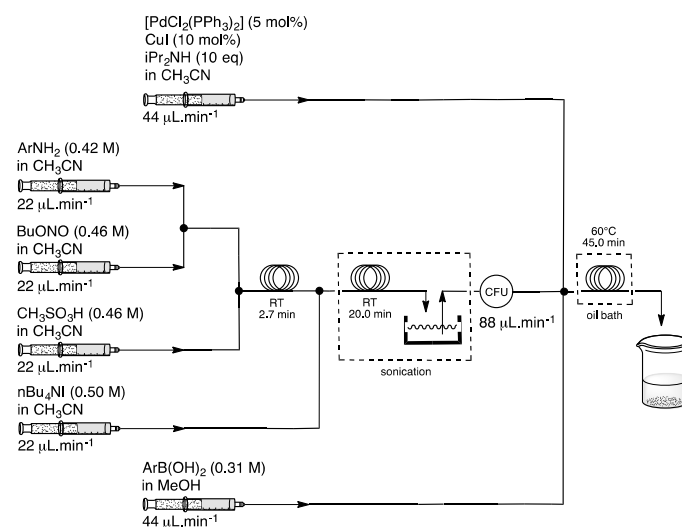 [PdCl2(PPh3)2] (5 mol%)
CuI (10 mol%)
iPr2NH (10 eq)
in CH3CN
44 μL.min-1
ArNH2 (0.42 M)
in CH3CN
22 μL.min-1
BuONO (0.46 M)
in CH3CN
22 μL.min-1
CH3SO3H (0.46 M)
in CH3CN
22 μL.min-1
nBu4NI (0.50 M)
in CH3CN
22 μL.min-1
RT
2.7 min
RT
20.0 min
sonication
CFU
88 μL.min-1
60°C
45.0 min
oil bath
ArB(OH)2 (0.31 M)
in MeOH
44 μL.min-1